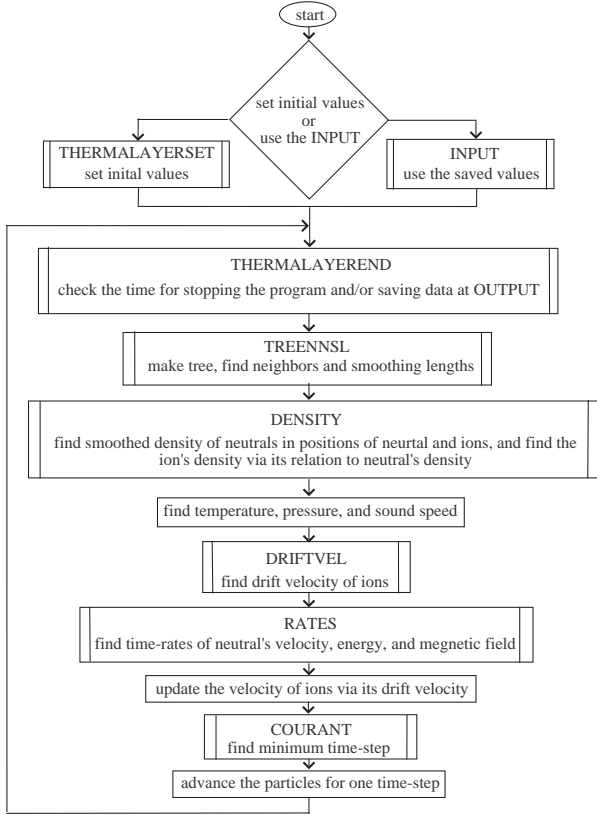 start
set initial values
or
use the INPUT
THERMALAYERSET
set inital values
INPUT
use the saved values
THERMALAYEREND
check the time for stopping the program and/or saving data at OUTPUT
TREENNSL
make tree, find neighbors and smoothing lengths
DENSITY
find smoothed density of neutrals in positions of neurtal and ions, and find the
ion's density via its relation to neutral's density
find temperature, pressure, and sound speed
DRIFTVEL
find drift velocity of ions
RATES
find time-rates of neutral's velocity, energy, and megnetic field
update the velocity of ions via its drift velocity
COURANT
find minimum time-step
advance the particles for one time-step